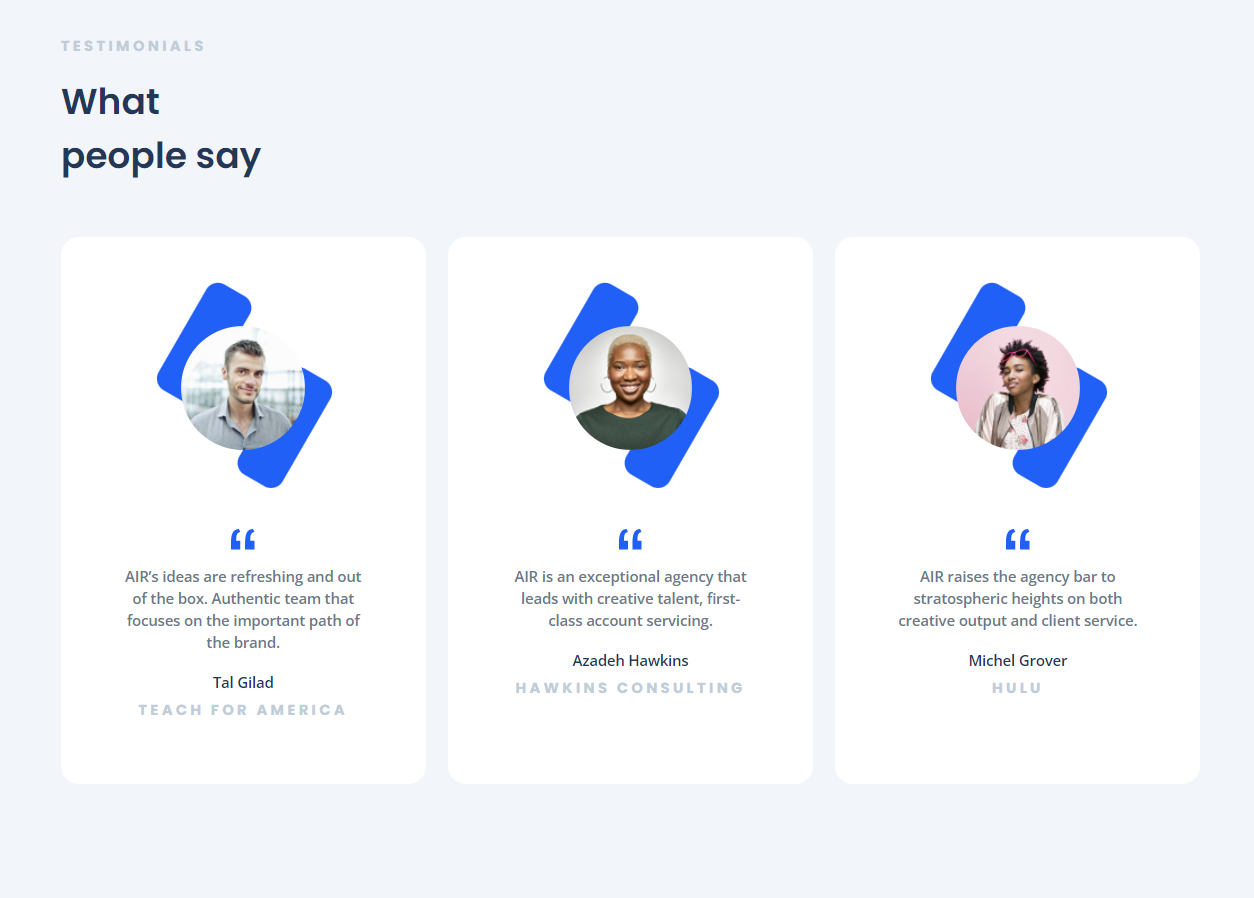 TESTIMONIALS
What
people say
“
AIR’s ideas are refreshing and out
of the box. Authentic team that
focuses on the important path of
the brand.
Tal Gilad
TEACH FOR AMERICA
“
AIR is an exceptional agency that
leads with creative talent, first-
class account servicing.
Azadeh Hawkins
HAWKINS CONSULTING
“
AIR raises the agency bar to
stratospheric heights on both
creative output and client service.
Michel Grover
HULU